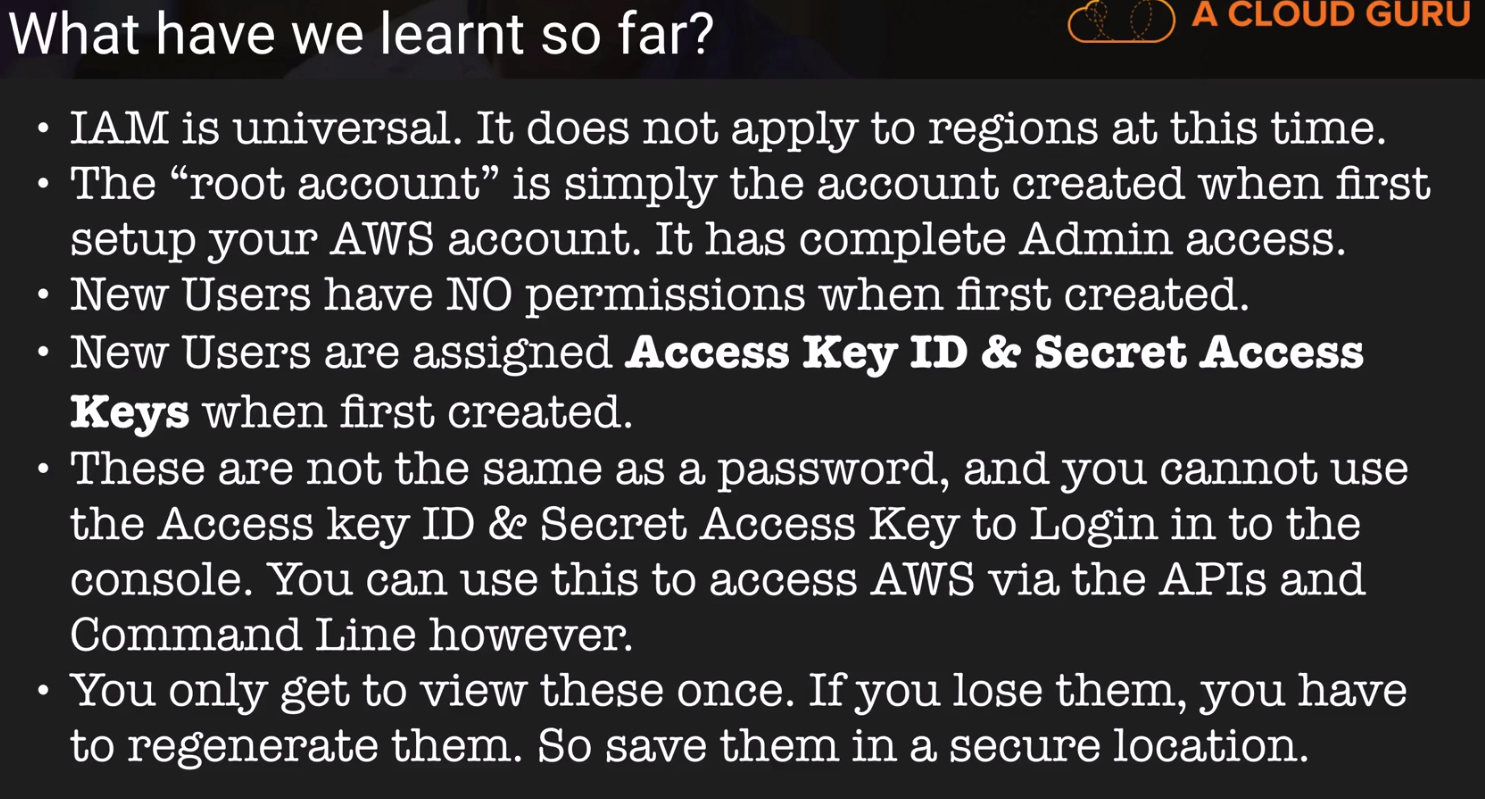 What have we learnt so far?
A CLOUD GURU
• IAM is universal. It does not apply to regions at this time.
• The “root account” is simply the account created when first
setup your AWS account. It has complete Admin access.
• New Users have NO permissions when first created.
• New Users are assigned Access Key ID & Secret Access
Keys when first created.
• These are not the same as a password, and you cannot use
the Access key ID & Secret Access Key to Login in to the
console. You can use this to access AWS via the APIs and
Command Line however.
• You only get to view these once. If you lose them, you have
to regenerate them. So save them in a secure location.